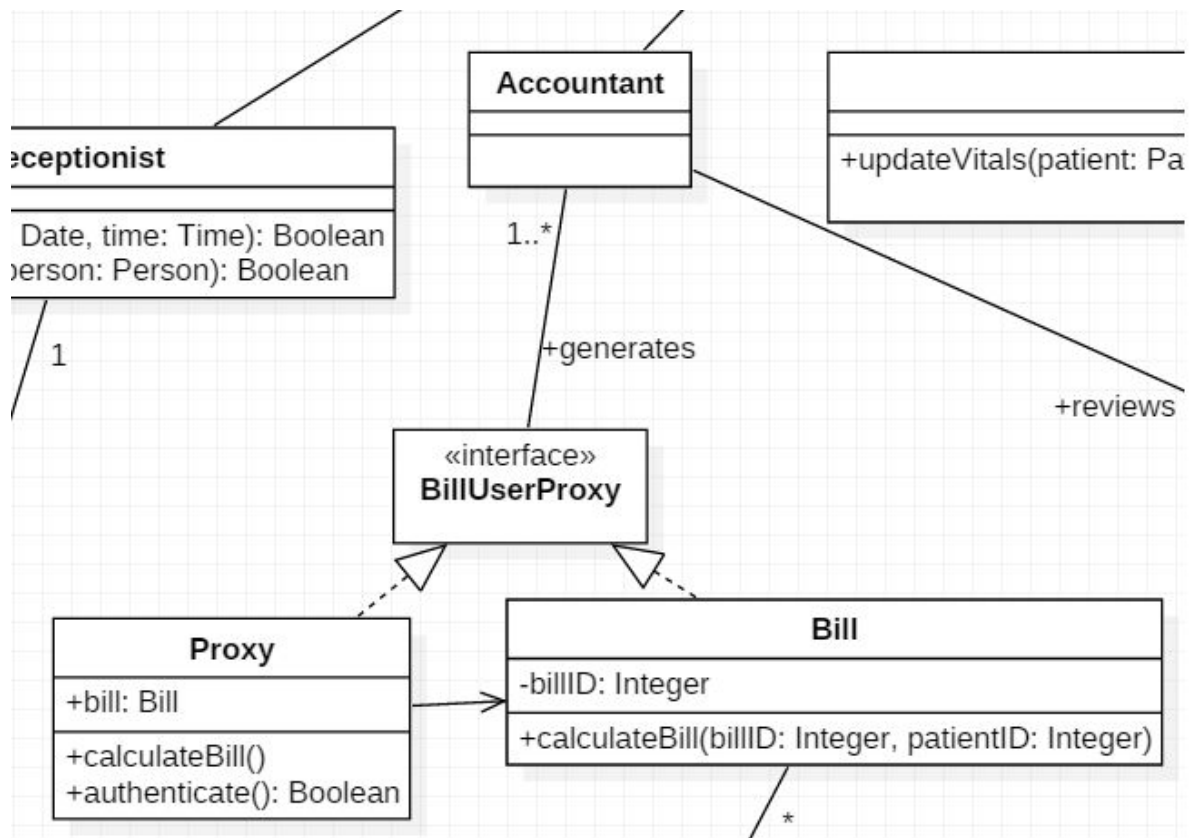 Accountant
eceptionist
+updateVitals(patient: Pa
Date, time: Time): Boolean
person: Person): Boolean
1..*
1
+generates
+reviews
«interface»
BillUserProxy
Proxy
Bill
+bill: Bill
-billID: Integer
+calculateBill()
+authenticate(): Boolean
+calculateBill(billID: Integer, patientID: Integer)
*